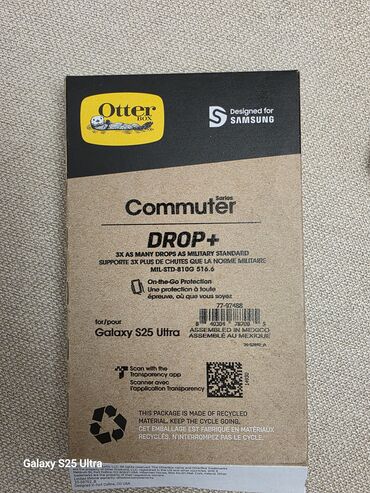 Otter
BOX
Designed for
SAMSUNG
Commuter
Series
DROP+
3X AS MANY DROPS AS MILITARY STANDARD
SUPPORTE 3X PLUS DE CHUTES QUE LA NORME MILITAIRE
MIL-STD-810G 516.6
On-the-Go Protection
Une protection à toute
épreuve, où que vous soyez
for/pour
Galaxy S25 Ultra
77-97488
ASSEMBLED IN MEXICO
ASSEMBLÉ AU MEXIQUE
Scan with the
Transparency app
Scanner avec
l'application Transparency
THIS PACKAGING IS MADE OF RECYCLED
MATERIAL. KEEP THE CHAIN GOING.
CET EMBALLAGE EST FABRIQUÉ EN MATÉRIAUX
RECYCLÉS. N'INTERROMPEZ PAS LE CYCLE.
Galaxy S25 Ultra